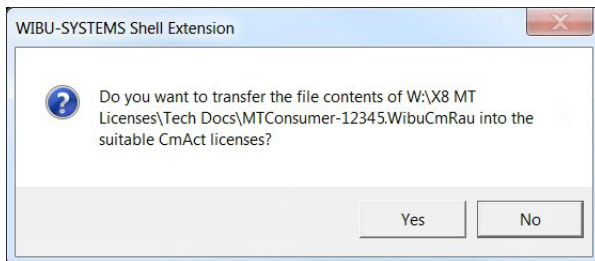 WIBU-SYSTEMS Shell Extension
Do you want to transfer the file contents of W:\X8 MT
Licenses\Tech Docs\MTConsumer-12345.WibuCmRau into the
suitable CmAct licenses?
Yes
No